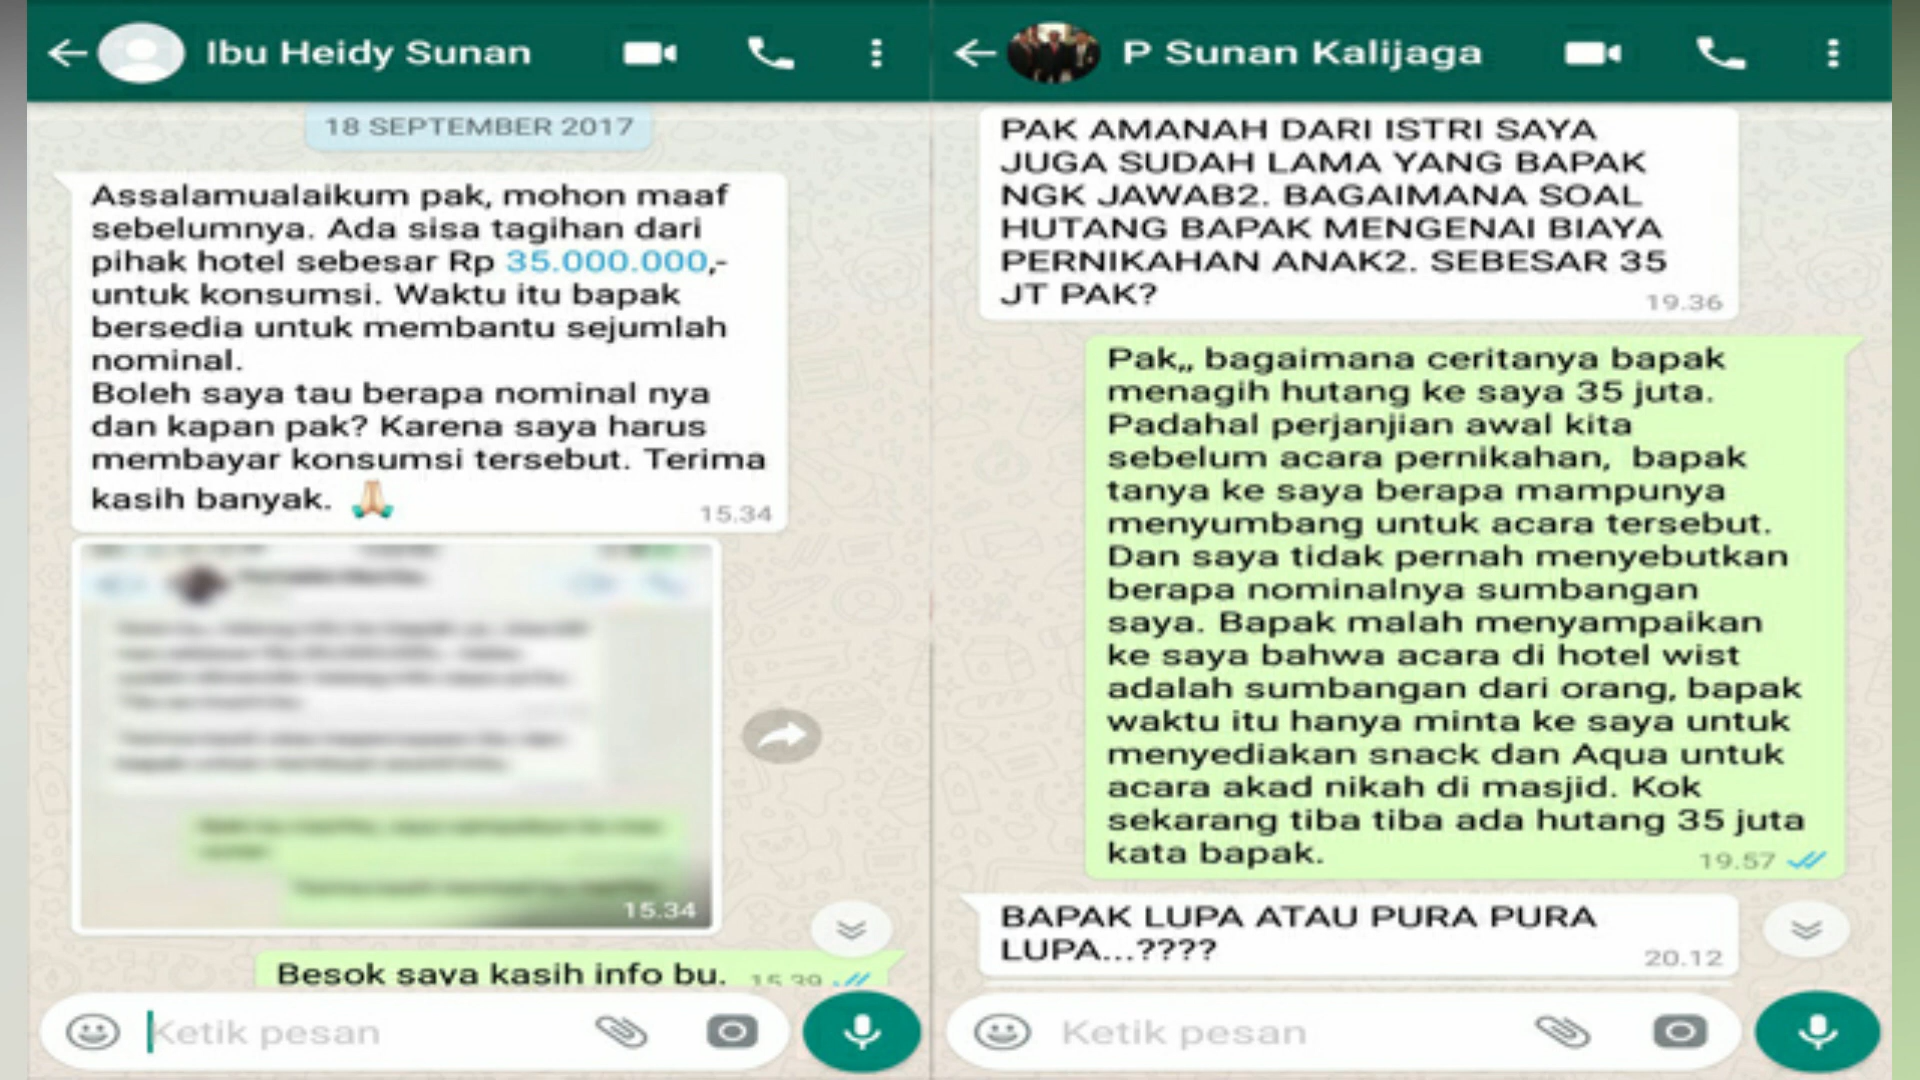 Ibu Heidy Sunan
18 SEPTEMBER 2017
Assalamualaikum pak, mohon maaf
sebelumnya. Ada sisa tagihan dari
pihak hotel sebesar Rp 35.000.000,-
untuk konsumsi. Waktu itu bapak
bersedia untuk membantu sejumlah
nominal.
Boleh saya tau berapa nominal nya
dan kapan pak? Karena saya harus
membayar konsumsi tersebut. Terima
kasih banyak. 🙏🏻
15.34
15.34
Besok saya kasih info bu. 15.39
Ketik pesan
P Sunan Kalijaga
PAK AMANAH DARI ISTRI SAYA
JUGA SUDAH LAMA YANG BAPAK
NGK JAWAB2. BAGAIMANA SOAL
HUTANG BAPAK MENGENAI BIAYA
PERNIKAHAN ANAK2. SEBESAR 35
JT PAK?
19.36
Pak,, bagaimana ceritanya bapak
menagih hutang ke saya 35 juta.
Padahal perjanjian awal kita
sebelum acara pernikahan, bapak
tanya ke saya berapa mampunya
menyumbang untuk acara tersebut.
Dan saya tidak pernah menyebutkan
berapa nominalnya sumbangan
saya. Bapak malah menyampaikan
ke saya bahwa acara di hotel wist
adalah sumbangan dari orang, bapak
waktu itu hanya minta ke saya untuk
menyediakan snack dan Aqua untuk
acara akad nikah di masjid. Kok
sekarang tiba tiba ada hutang 35 juta
kata bapak.
19.57
BAPAK LUPA ATAU PURA PURA
LUPA...????
20.12
Ketik pesan